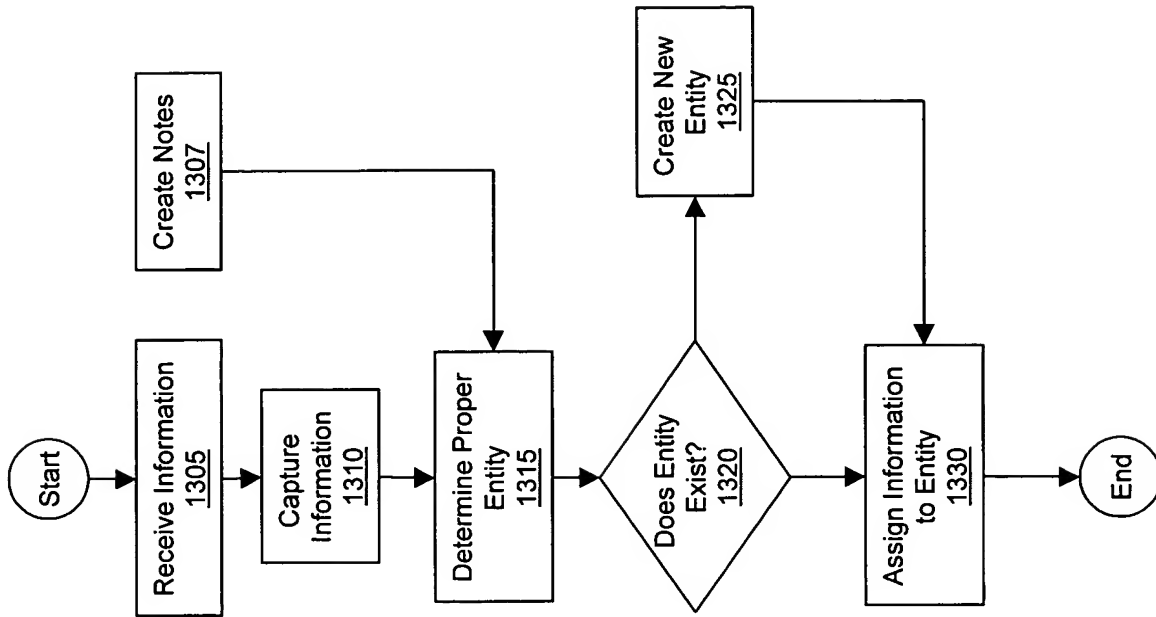 Start
Receive Information
1305
Create Notes
1307
Capture
Information
1310
Determine Proper
Entity
1315
Does Entity
Exist?
1320
Create New
Entity
1325
Assign Information
to Entity
1330
End